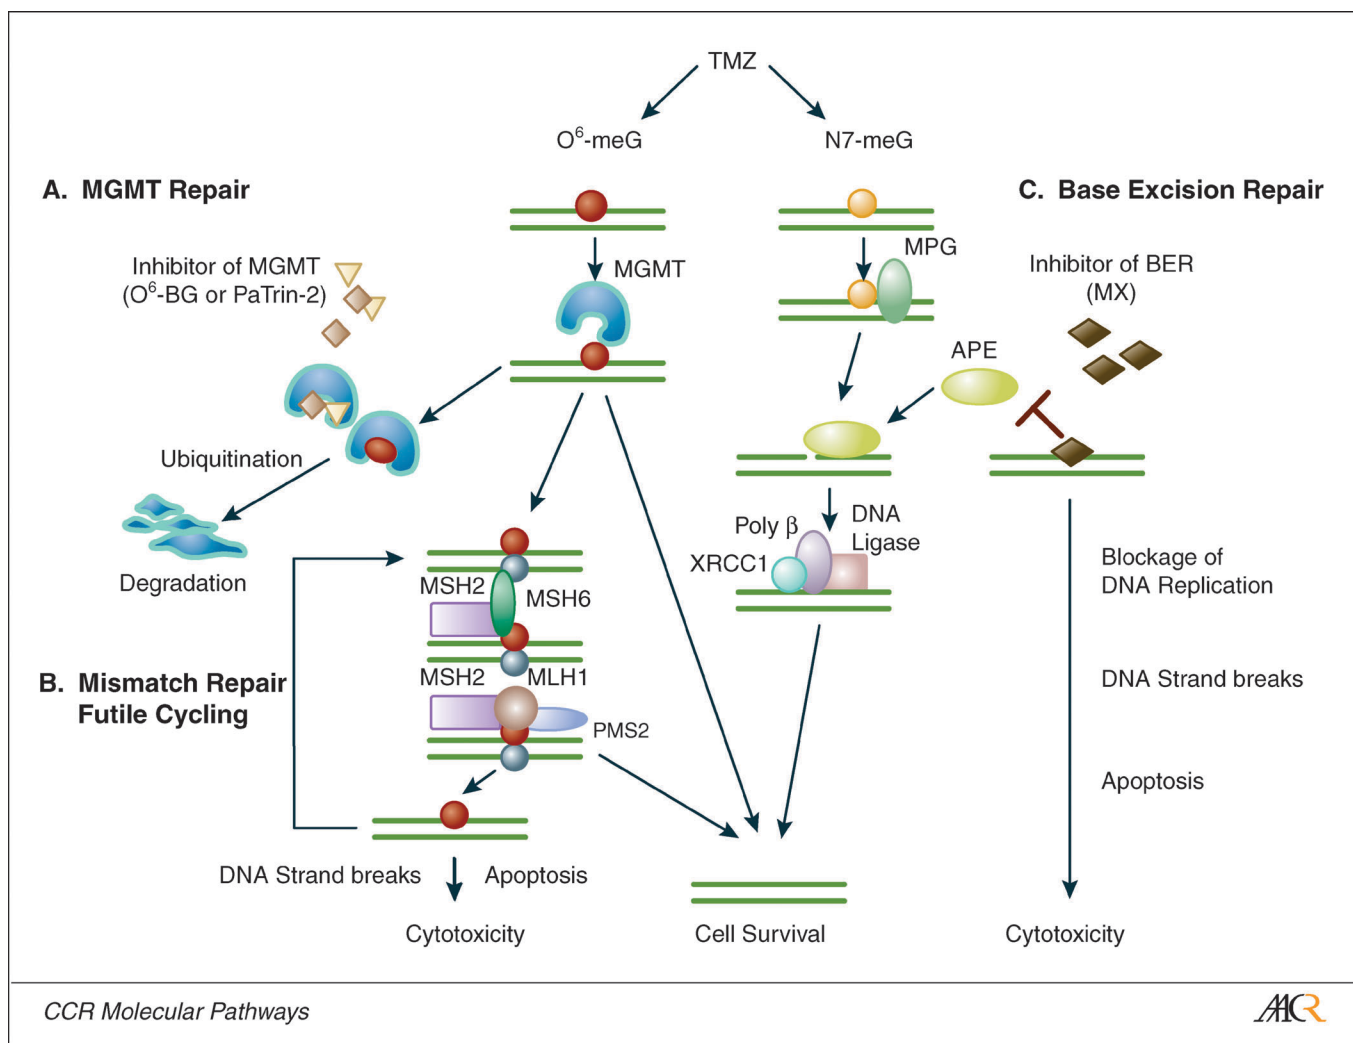 TMZ
O⁶-meG
N7-meG
A. MGMT Repair
C. Base Excision Repair
Inhibitor of MGMT
(O⁶-BG or PaTrin-2)
MGMT
MPG
Inhibitor of BER
(MX)
APE
Ubiquitination
Degradation
Poly β
DNA
Ligase
XRCC1
MSH2
MSH6
Blockage of
DNA Replication
B. Mismatch Repair
Futile Cycling
MSH2
MLH1
PMS2
DNA Strand breaks
Apoptosis
DNA Strand breaks
Apoptosis
Cytotoxicity
Cell Survival
Cytotoxicity
CCR Molecular Pathways
AACR